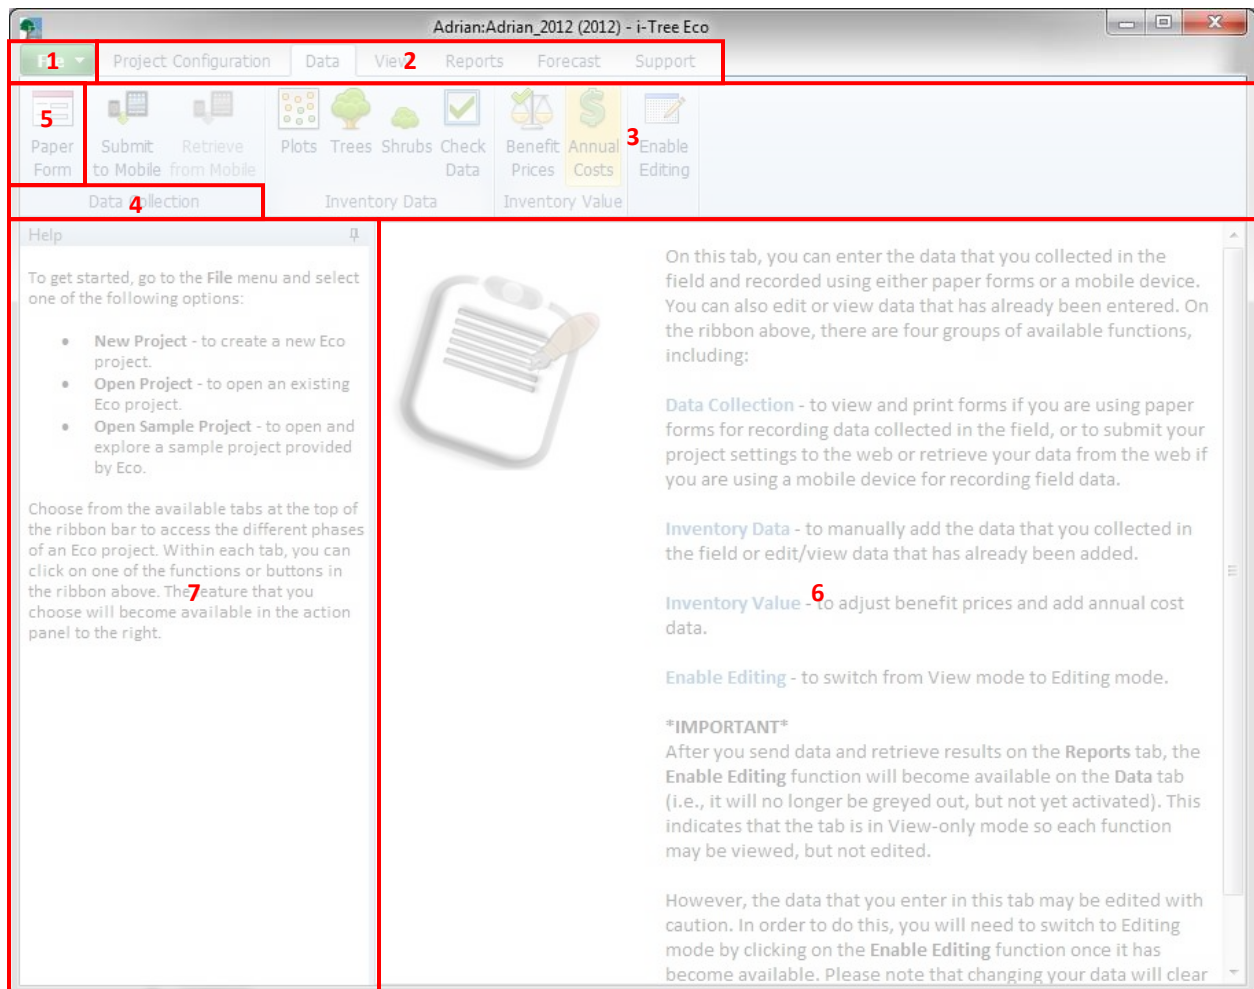 Adrian:Adrian_2012 (2012) - i-Tree Eco
File 1 Project Configuration Data View 2 Reports Forecast Support
5
3
Paper Form
Submit to Mobile
Retrieve from Mobile
Plots
Trees
Shrubs
Check Data
Benefit Prices
Annual Costs
Enable Editing
Data Collection 4
Inventory Data
Inventory Value
Help
To get started, go to the File menu and select
one of the following options:
• New Project - to create a new Eco
project.
• Open Project - to open an existing
Eco project.
• Open Sample Project - to open and
explore a sample project provided
by Eco.
Choose from the available tabs at the top of
the ribbon bar to access the different phases
of an Eco project. Within each tab, you can
click on one of the functions or buttons in
the ribbon above. The feature that you
7
choose will become available in the action
panel to the right.
On this tab, you can enter the data that you collected in the
field and recorded using either paper forms or a mobile device.
You can also edit or view data that has already been entered. On
the ribbon above, there are four groups of available functions,
including:
Data Collection - to view and print forms if you are using paper
forms for recording data collected in the field, or to submit your
project settings to the web or retrieve your data from the web if
you are using a mobile device for recording field data.
Inventory Data - to manually add the data that you collected in
the field or edit/view data that has already been added.
6
Inventory Value - to adjust benefit prices and add annual cost
data.
Enable Editing - to switch from View mode to Editing mode.
*IMPORTANT*
After you send data and retrieve results on the Reports tab, the
Enable Editing function will become available on the Data tab
(i.e., it will no longer be greyed out, but not yet activated). This
indicates that the tab is in View-only mode so each function
may be viewed, but not edited.
However, the data that you enter in this tab may be edited with
caution. In order to do this, you will need to switch to Editing
mode by clicking on the Enable Editing function once it has
become available. Please note that changing your data will clear